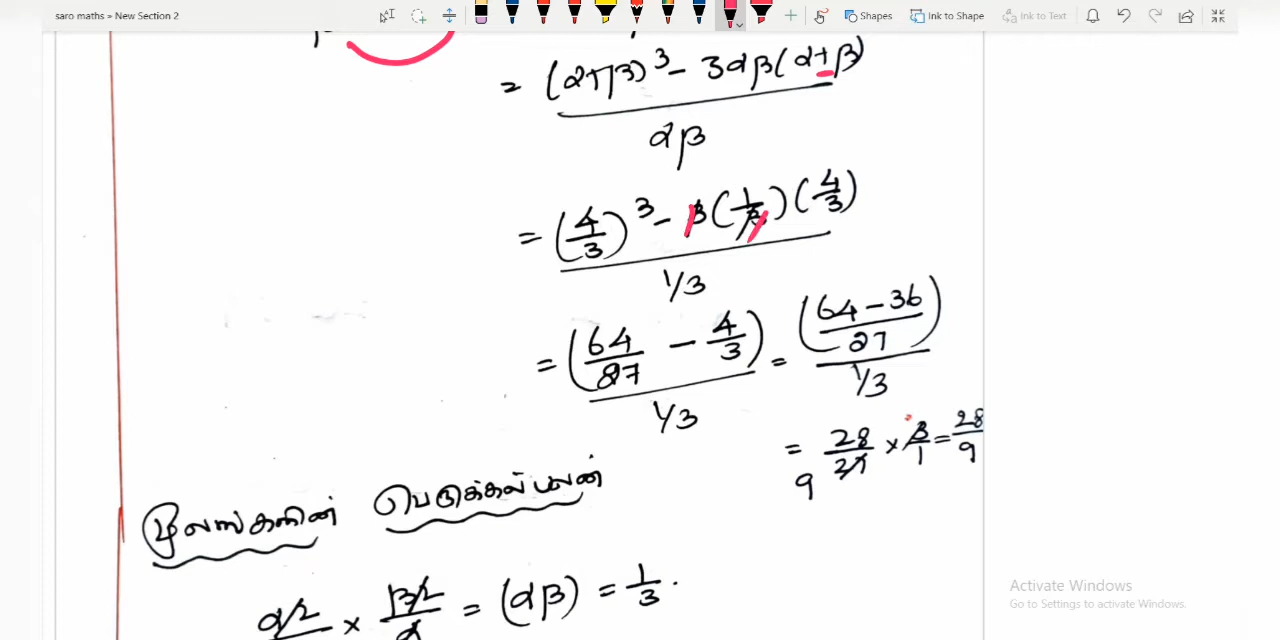 saro maths > New Section 2
Shapes Ink to Shape Ink to Text
= (α+β)³ - 3αβ(α+β)
αβ
= (4/3)³ - 3(1/3)(4/3)
1/3
= (64/27 - 4/3) = (64-36/27)
1/3 1/3
= 28/27 × 3/1 = 28/9
9
மூலங்களின் பெருக்கல்பலன்
α² × β² = (αβ) = 1/3.
Activate Windows
Go to Settings to activate Windows.